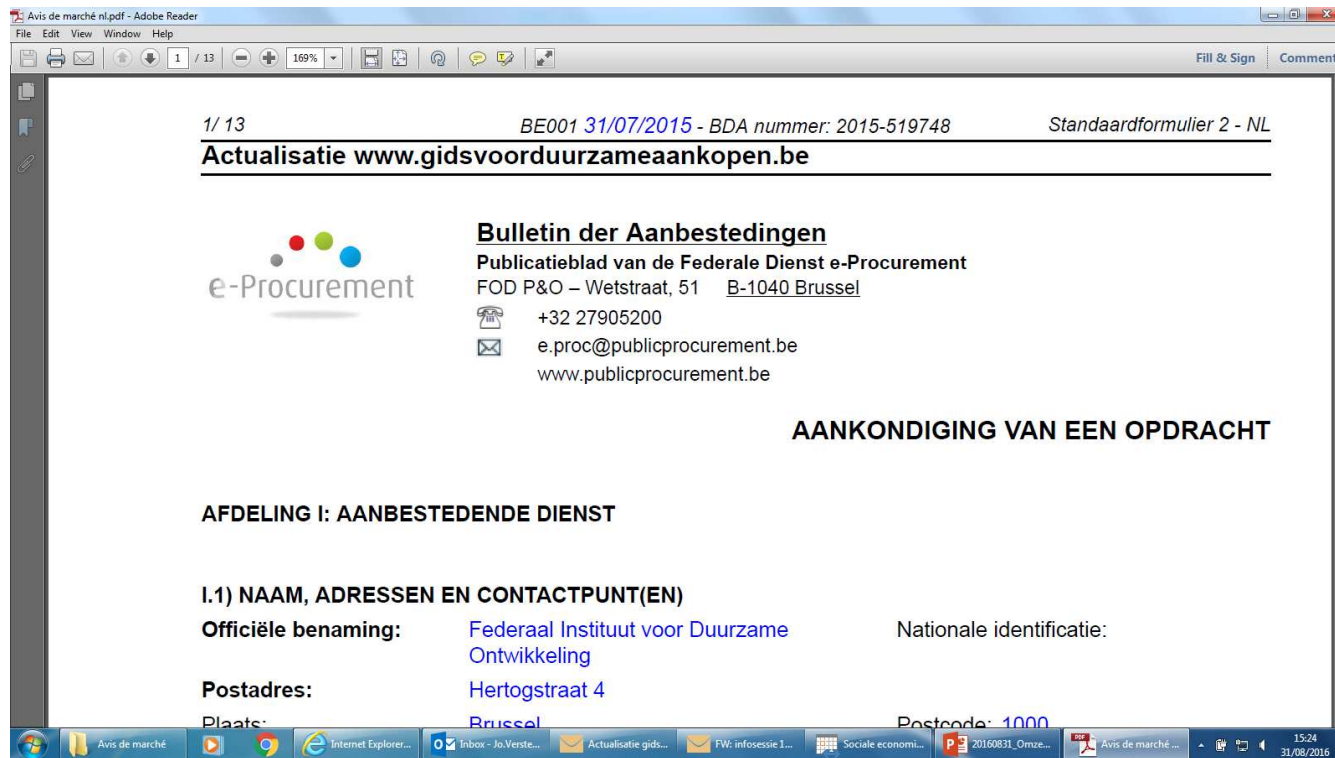 Avis de marché nl.pdf - Adobe Reader
File Edit View Window Help
1 / 13 169% Fill & Sign Comment
1/ 13 BE001 31/07/2015 - BDA nummer: 2015-519748 Standaardformulier 2 - NL
Actualisatie www.gidsvoorduurzameaankopen.be
e-Procurement
Bulletin der Aanbestedingen
Publicatieblad van de Federale Dienst e-Procurement
FOD P&O – Wetstraat, 51 B-1040 Brussel
+32 27905200
e.proc@publicprocurement.be
www.publicprocurement.be
AANKONDIGING VAN EEN OPDRACHT
AFDELING I: AANBESTEDENDE DIENST
I.1) NAAM, ADRESSEN EN CONTACTPUNT(EN)
Officiële benaming: Federaal Instituut voor Duurzame Nationale identificatie:
Ontwikkeling
Postadres: Hertogstraat 4
Plaats: Brussel Postcode: 1000
Avis de marché Internet Explorer... Inbox - Jo.Verste... Actualisatie gids... FW: infosessie 1... Sociale economi... 20160831_Omze... Avis de marché ... 15:24
31/08/2016